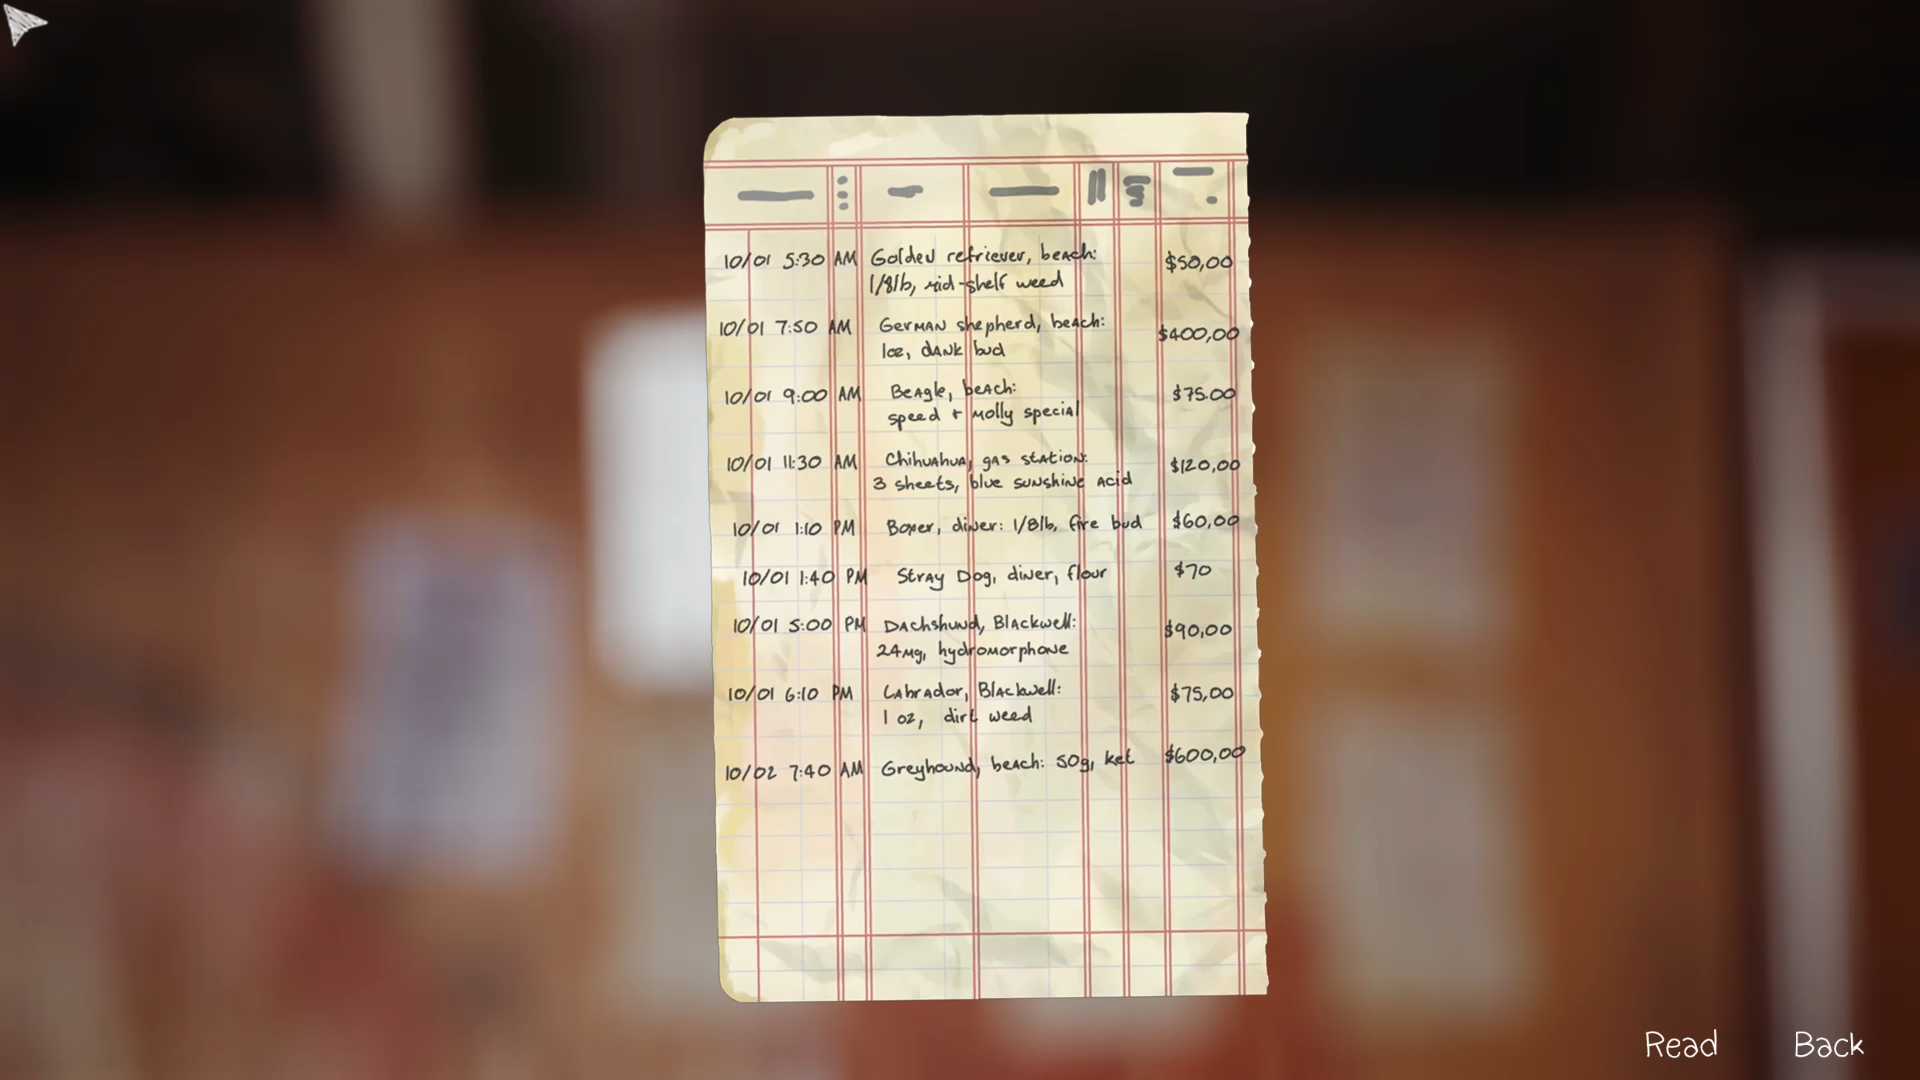 10/01 5:30 AM Golden retriever, beach: $50,00
1/8lb, mid-shelf weed
10/01 7:50 AM German shepherd, beach: $400,00
1oz, dank bud
10/01 9:00 AM Beagle, beach: $75.00
speed + Molly special
10/01 11:30 AM Chihuahua, gas station: $120,00
3 sheets, blue sunshine acid
10/01 1:10 PM Boxer, diner: 1/8lb, fire bud $60,00
10/01 1:40 PM Stray Dog, diner, flour $70
10/01 5:00 PM Dachshund, Blackwell: $90,00
24mg, hydromorphone
10/01 6:10 PM Labrador, Blackwell: $75,00
1 oz, dirt weed
10/02 7:40 AM Greyhound, beach: 50g, ket $600,00
Read Back